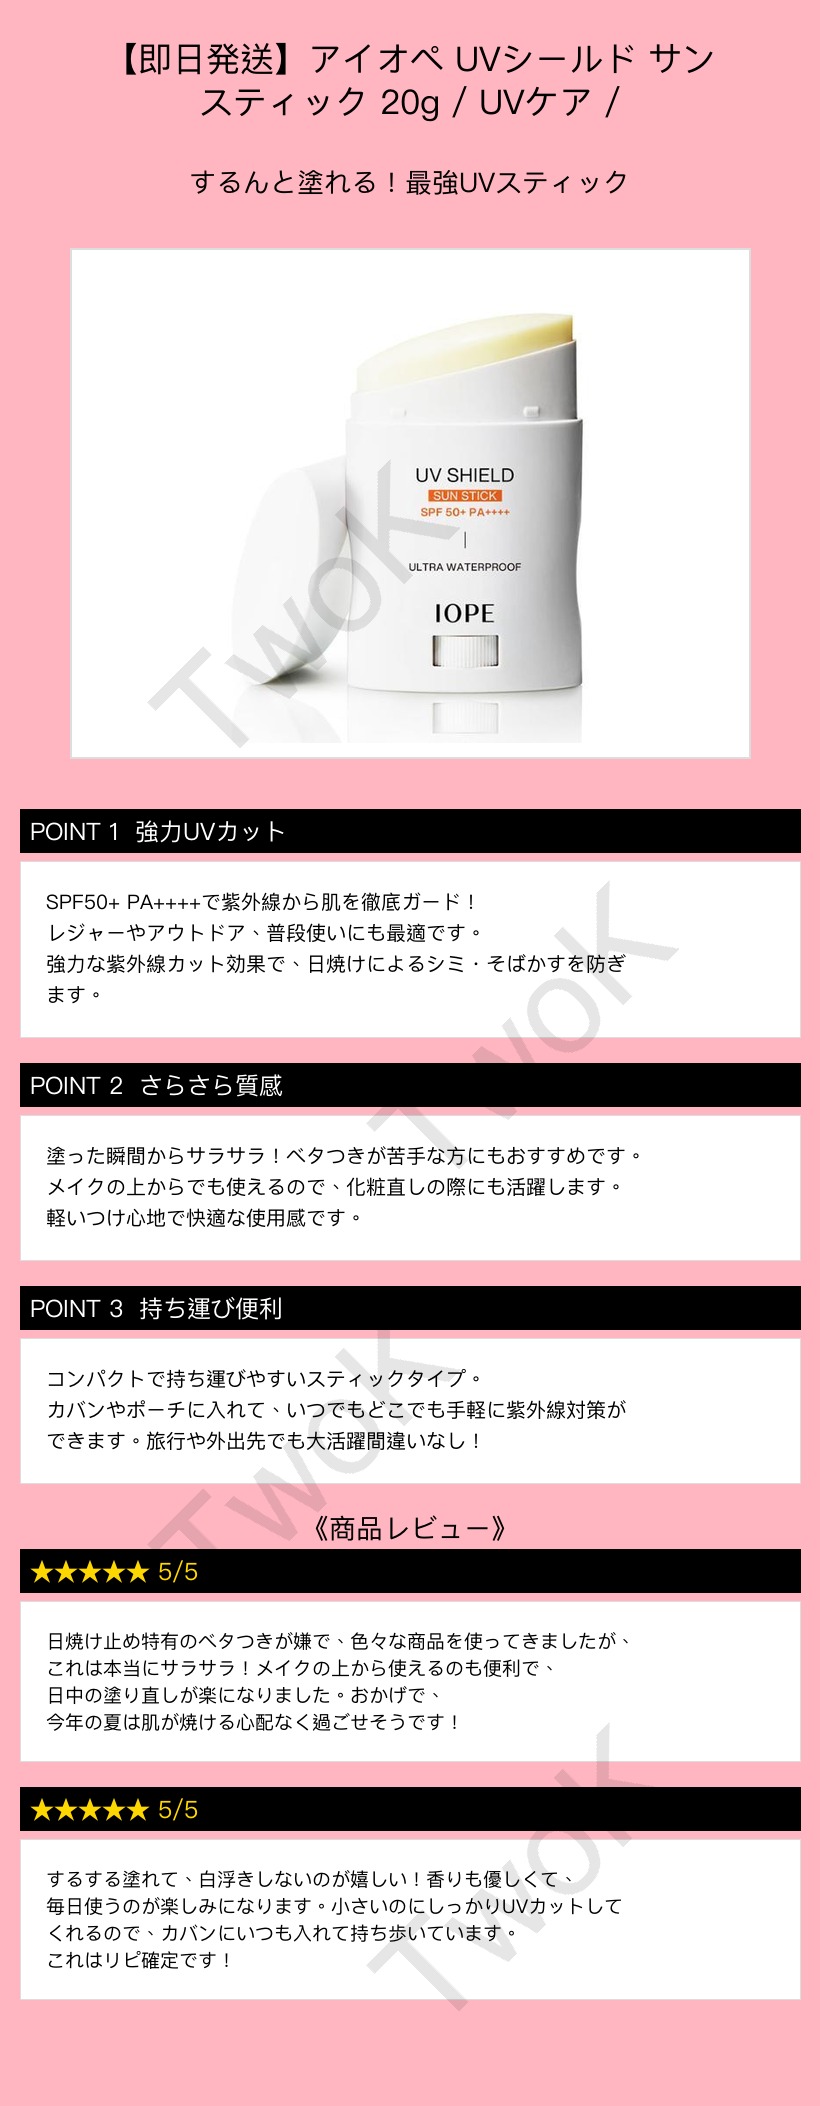 【即日発送】アイオペ UVシールド サン
スティック 20g / UVケア /
するんと塗れる！最強UVスティック
UV SHIELD
SUN STICK
SPF 50+ PA++++
ULTRA WATERPROOF
IOPE
TwoK
POINT 1 強力UVカット
SPF50+ PA++++で紫外線から肌を徹底ガード！
レジャーやアウトドア、普段使いにも最適です。
強力な紫外線カット効果で、日焼けによるシミ・そばかすを防ぎ
ます。
TwoK
POINT 2 さらさら質感
塗った瞬間からサラサラ！ベタつきが苦手な方にもおすすめです。
メイクの上からでも使えるので、化粧直しの際にも活躍します。
軽いつけ心地で快適な使用感です。
POINT 3 持ち運び便利
コンパクトで持ち運びやすいスティックタイプ。
カバンやポーチに入れて、いつでもどこでも手軽に紫外線対策が
できます。旅行や外出先でも大活躍間違いなし！
TwoK
《商品レビュー》
★★★★★ 5/5
日焼け止め特有のベタつきが嫌で、色々な商品を使ってきましたが、
これは本当にサラサラ！メイクの上から使えるのも便利で、
日中の塗り直しが楽になりました。おかげで、
今年の夏は肌が焼ける心配なく過ごせそうです！
★★★★★ 5/5
するする塗れて、白浮きしないのが嬉しい！香りも優しくて、
毎日使うのが楽しみになります。小さいのにしっかりUVカットして
くれるので、カバンにいつも入れて持ち歩いています。
これはリピ確定です！
TwoK